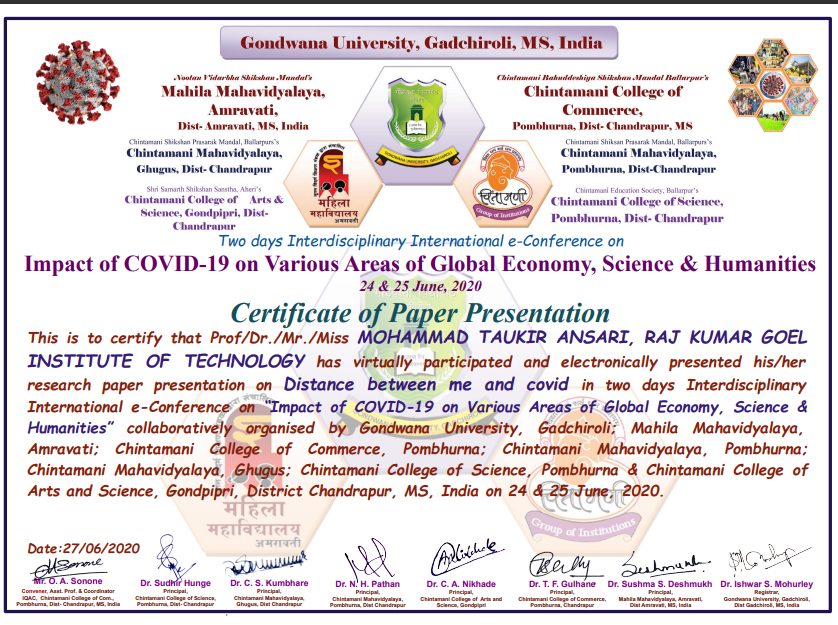 Gondwana University, Gadchiroli, MS, India
Nootan Vidarbha Shikshan Mandal's
Mahila Mahavidyalaya,
Amravati,
Dist- Amravati, MS, India
Chintamani Shikshan Prasarak Mandal, Ballarpur's
Chintamani Mahavidyalaya,
Ghugus, Dist- Chandrapur
Shri Samarth Shikshan Sanstha, Aheri's
Chintamani College of Arts &
Science, Gondpipri, Dist-
Chandrapur
GONDWANA UNIVERSITY, GADCHIROLI
महिला
महाविद्यालय
अमरावती
चिंतामणी
Group of Institutions
Chintamani Bahuddeshiya Shikshan Mandal Ballarpur's
Chintamani College of
Commerce,
Pombhurna, Dist- Chandrapur, MS
Chintamani Shiksan Prasarak Mandal, Ballarpur's
Chintamani Mahavidyalaya,
Pombhurna, Dist-Chandrapur
Chintamani Education Society, Ballarpur's
Chintamani College of Science,
Pombhurna, Dist- Chandrapur
Two days Interdisciplinary International e-Conference on
Impact of COVID-19 on Various Areas of Global Economy, Science & Humanities
24 & 25 June, 2020
Certificate of Paper Presentation
This is to certify that Prof/Dr./Mr./Miss MOHAMMAD TAUKIR ANSARI, RAJ KUMAR GOEL
INSTITUTE OF TECHNOLOGY has virtually participated and electronically presented his/her
research paper presentation on Distance between me and covid in two days Interdisciplinary
International e-Conference on "Impact of COVID-19 on Various Areas of Global Economy, Science &
Humanities" collaboratively organised by Gondwana University, Gadchiroli; Mahila Mahavidyalaya,
Amravati; Chintamani College of Commerce, Pombhurna; Chintamani Mahavidyalaya, Pombhurna;
Chintamani Mahavidyalaya, Ghugus; Chintamani College of Science, Pombhurna & Chintamani College of
Arts and Science, Gondpipri, District Chandrapur, MS, India on 24 & 25 June, 2020.
महिला
महाविद्यालय
अमरावती
चिंतामणी
Group of Institutions
Date:27/06/2020
Mr. O. A. Sonone
Convener, Asst. Prof. & Coordinator
IQAC, Chintamani College of Com.,
Pombhurna, Dist- Chandrapur, MS, India
Dr. Sudhir Hunge
Principal,
Chintamani College of Science,
Pombhurna, Dist- Chandrapur
Dr. C. S. Kumbhare
Principal,
Chintamani Mahavidyalaya,
Ghugus, Dist Chandrapur
Dr. N. H. Pathan
Principal,
Chintamani Mahavidyalaya,
Pombhurna, Dist Chandrapur
Dr. C. A. Nikhade
Principal,
Chintamani College of Arts and
Science, Gondpipri
Dr. T. F. Gulhane
Principal,
Chintamani College of Commerce,
Pombhurna, Dist Chandrapur
Dr. Sushma S. Deshmukh
Principal,
Mahila Mahavidyalaya, Amravati,
Dist Amravati, MS, India
Dr. Ishwar S. Mohurley
Registrar,
Gondwana University, Gadchiroli,
Dist Gadchiroli, MS, India